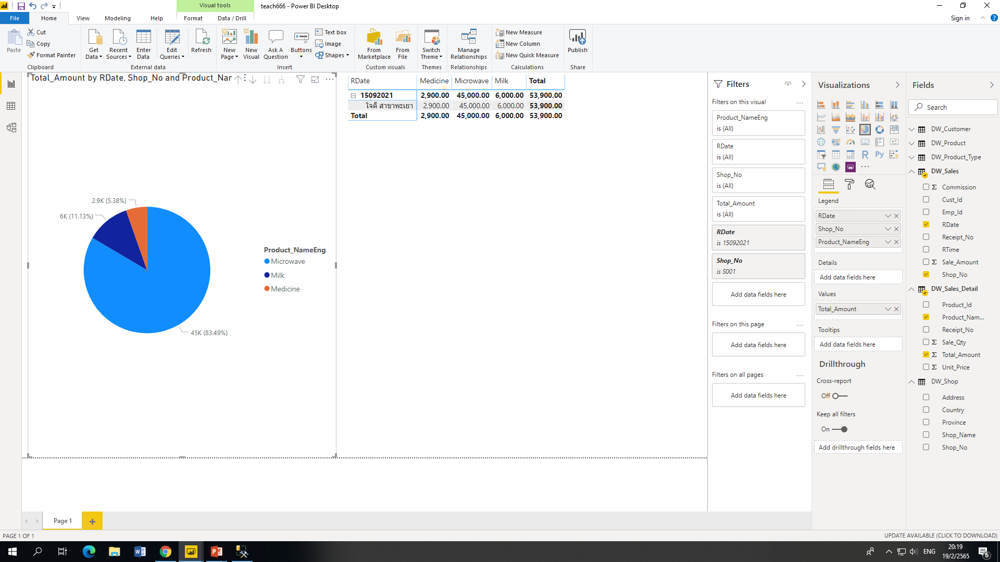 Visual tools
teach666 - Power BI Desktop
File
Home
View
Modeling
Help
Format
Data / Drill
Sign in
Paste
Cut
Copy
Format Painter
Clipboard
Get Data
Recent Sources
Enter Data
Edit Queries
Refresh
External data
New Page
New Visual
Ask A Question
Buttons
Text box
Image
Shapes
Insert
From Marketplace
From File
Custom visuals
Switch Theme
Themes
Manage Relationships
Relationships
New Measure
New Column
New Quick Measure
Calculations
Publish
Share
Total_Amount by RDate, Shop_No and Product_Nar
2.9K (5.38%)
6K (11.13%)
45K (83.49%)
Product_NameEng
Microwave
Milk
Medicine
RDate Medicine Microwave Milk Total
15092021 2,900.00 45,000.00 6,000.00 53,900.00
ใจดี สาขาพะเยา 2,900.00 45,000.00 6,000.00 53,900.00
Total 2,900.00 45,000.00 6,000.00 53,900.00
Filters
Filters on this visual
Product_NameEng
is (All)
RDate
is (All)
Shop_No
is (All)
Total_Amount
is (All)
RDate
is 15092021
Shop_No
is S001
Add data fields here
Filters on this page
Add data fields here
Filters on all pages
Add data fields here
Visualizations
R
Py
Legend
RDate
Shop_No
Product_NameEng
Details
Add data fields here
Values
Total_Amount
Tooltips
Add data fields here
Drillthrough
Cross-report
Off
Keep all filters
On
Add drillthrough fields here
Fields
Search
DW_Customer
DW_Product
DW_Product_Type
DW_Sales
Σ Commission
Cust_Id
Emp_Id
RDate
Receipt_No
RTime
Σ Sale_Amount
Shop_No
DW_Sales_Detail
Product_Id
Product_Nam...
Receipt_No
Σ Sale_Qty
Σ Total_Amount
Σ Unit_Price
DW_Shop
Address
Country
Province
Shop_Name
Shop_No
Page 1
PAGE 1 OF 1
UPDATE AVAILABLE (CLICK TO DOWNLOAD)
ENG
20:19
19/2/2565
6